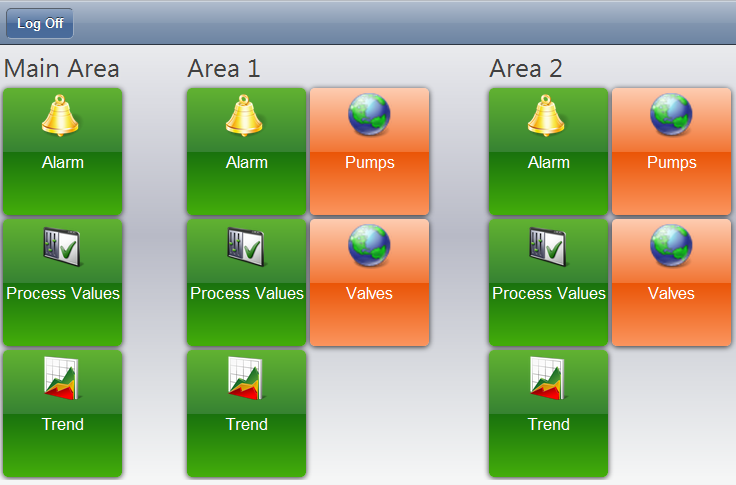 Log Off
Main Area
Area 1
Area 2
Alarm
Alarm
Pumps
Alarm
Pumps
Process Values
Process Values
Valves
Process Values
Valves
Trend
Trend
Trend